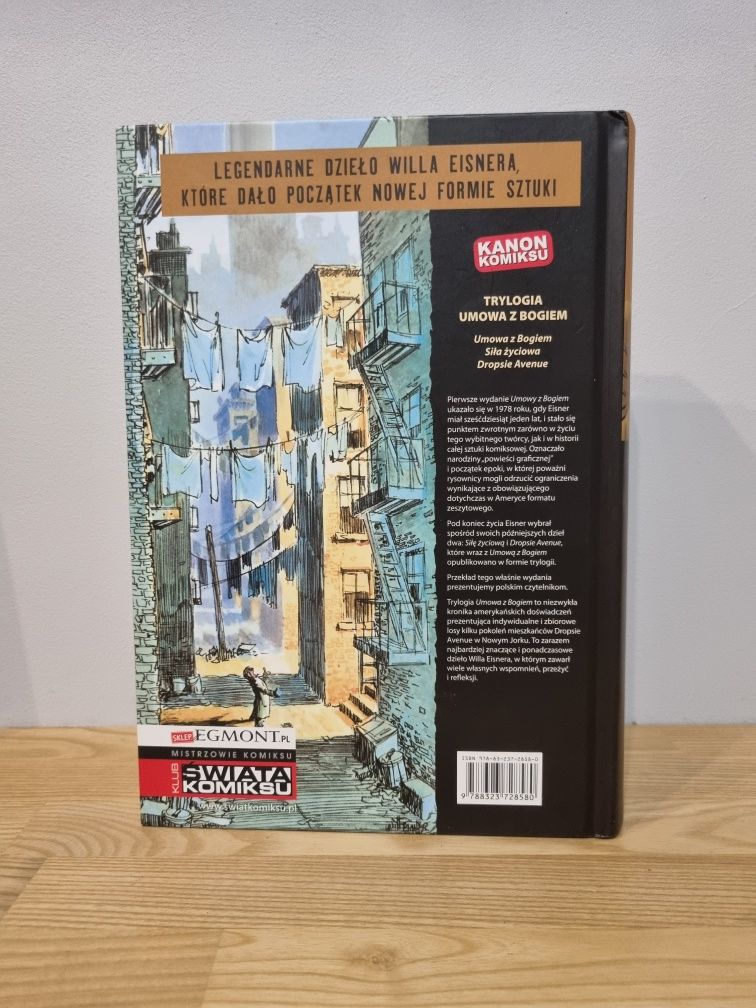 LEGENDARNE DZIEŁO WILLA EISNERA,
KTÓRE DAŁO POCZĄTEK NOWEJ FORMIE SZTUKI
KANON
KOMIKSU
TRYLOGIA
UMOWA Z BOGIEM
Umowa z Bogiem
Siła życiowa
Dropsie Avenue
Pierwsze wydanie Umowy z Bogiem
ukazało się w 1978 roku, gdy Eisner
miał sześćdziesiąt jeden lat, i stało się
punktem zwrotnym zarówno w życiu
tego wybitnego twórcy, jak i w historii
całej sztuki komiksowej. Oznaczało
narodziny „powieści graficznej”
i początek epoki, w której poważni
rysownicy mogli odrzucić ograniczenia
wynikające z obowiązującego
dotychczas w Ameryce formatu
zeszytowego.
Pod koniec życia Eisner wybrał
spośród swoich późniejszych dzieł
dwa: Siłę życiową i Dropsie Avenue,
które wraz z Umową z Bogiem
opublikowano w formie trylogii.
Przekład tego właśnie wydania
prezentujemy polskim czytelnikom.
Trylogia Umowa z Bogiem to niezwykła
kronika amerykańskich doświadczeń
prezentująca indywidualne i zbiorowe
losy kilku pokoleń mieszkańców Dropsie
Avenue w Nowym Jorku. To zarazem
najbardziej znaczące i ponadczasowe
dzieło Willa Eisnera, w którym zawarł
wiele własnych wspomnień, przeżyć
i refleksji.
SKLEP EGMONT.PL
MISTRZOWIE KOMIKSU
KLUB ŚWIATA
KOMIKSU
www.swiatkomiksu.pl
9 788323 728580